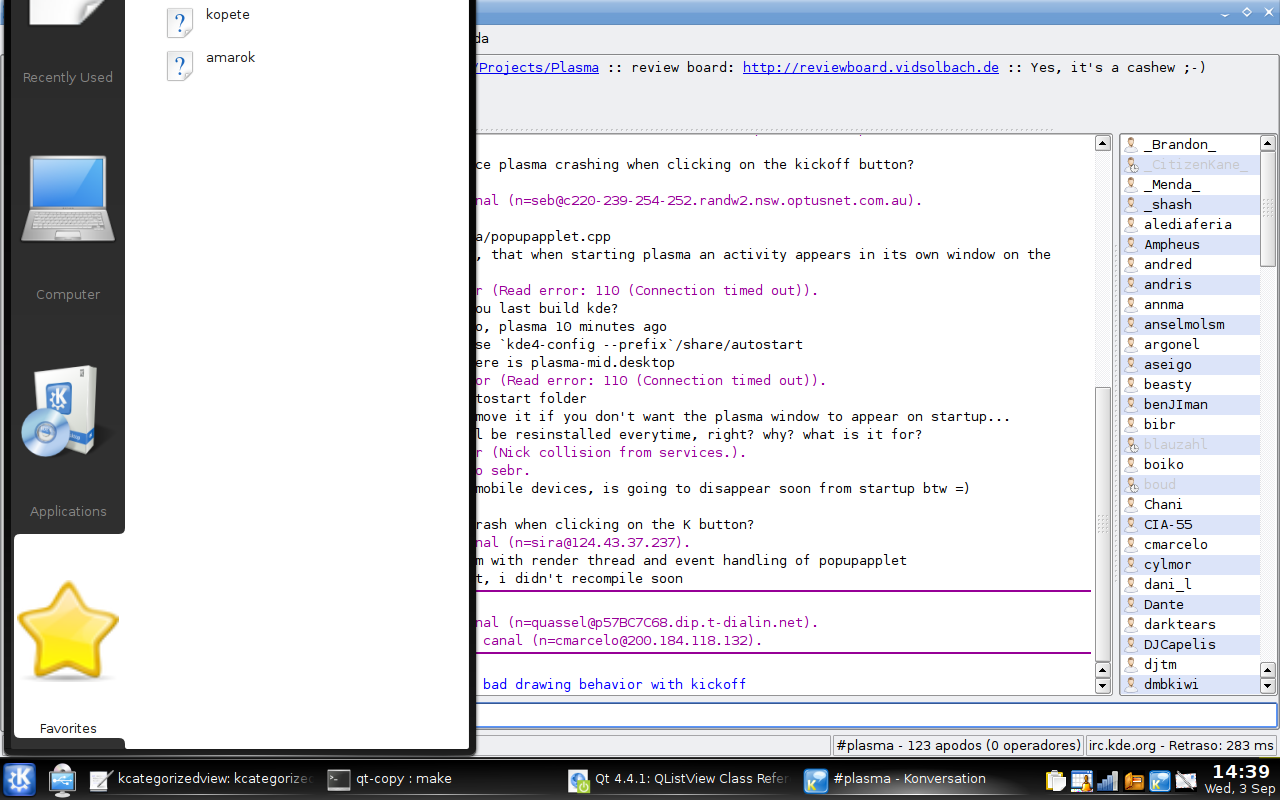 kopete
amarok
Recently Used
Computer
Applications
Favorites
da
/Projects/Plasma :: review board: http://reviewboard.vidsolbach.de :: Yes, it's a cashew ;-)
ce plasma crashing when clicking on the kickoff button?
nal (n=seb@c220-239-254-252.randw2.nsw.optusnet.com.au).
a/popupapplet.cpp
, that when starting plasma an activity appears in its own window on the
r (Read error: 110 (Connection timed out)).
ou last build kde?
o, plasma 10 minutes ago
se `kde4-config --prefix`/share/autostart
ere is plasma-mid.desktop
or (Read error: 110 (Connection timed out)).
tostart folder
move it if you don't want the plasma window to appear on startup...
l be resinstalled everytime, right? why? what is it for?
r (Nick collision from services.).
o sebr.
mobile devices, is going to disappear soon from startup btw =)
rash when clicking on the K button?
nal (n=sira@124.43.37.237).
m with render thread and event handling of popupapplet
t, i didn't recompile soon
nal (n=quassel@p57BC7C68.dip.t-dialin.net).
canal (n=cmarcelo@200.184.118.132).
bad drawing behavior with kickoff
_Brandon_
_CitizenKane_
_Menda_
_shash
alediaferia
Ampheus
andred
andris
annma
anselmolsm
argonel
aseigo
beasty
benJIman
bibr
blauzahl
boiko
boud
Chani
CIA-55
cmarcelo
cylmor
dani_l
Dante
darktears
DJCapelis
djtm
dmbkiwi
#plasma - 123 apodos (0 operadores)
irc.kde.org - Retraso: 283 ms
kcategorizedview: kcategorized
qt-copy : make
Qt 4.4.1: QListView Class Refer
#plasma - Konversation
14:39
Wed, 3 Sep